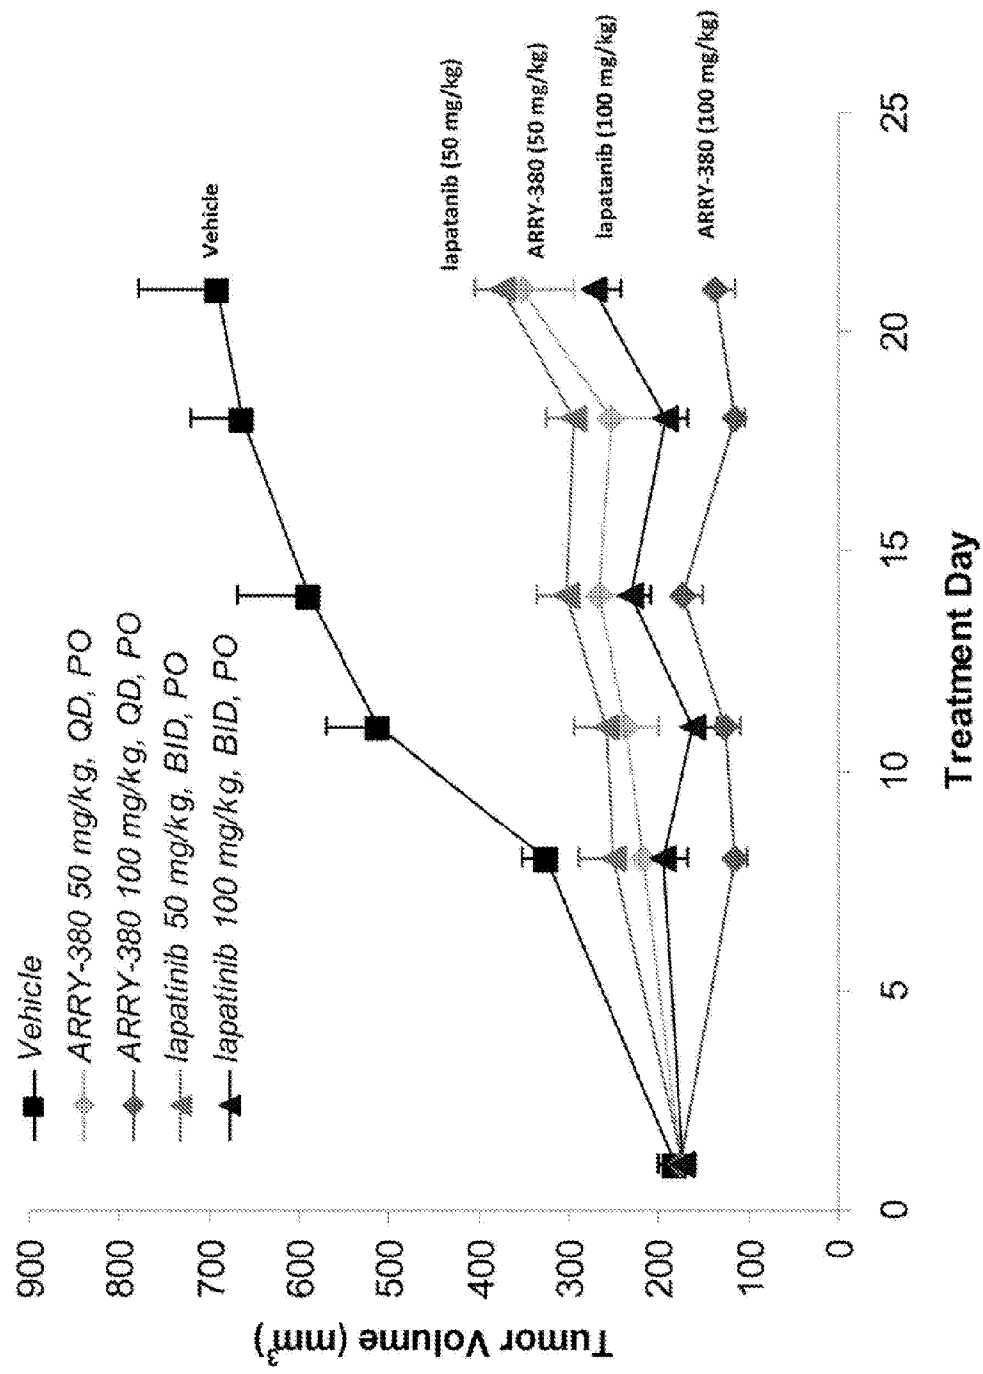 Vehicle
ARRY-380 50 mg/kg, QD, PO
ARRY-380 100 mg/kg, QD, PO
lapatinib 50 mg/kg, BID, PO
lapatinib 100 mg/kg, BID, PO
Tumor Volume (mm3)
900
800
700
600
500
400
300
200
100
0
Vehicle
lapatanib (50 mg/kg)
ARRY-380 (50 mg/kg)
lapatanib (100 mg/kg)
ARRY-380 (100 mg/kg)
0
5
10
15
20
25
Treatment Day